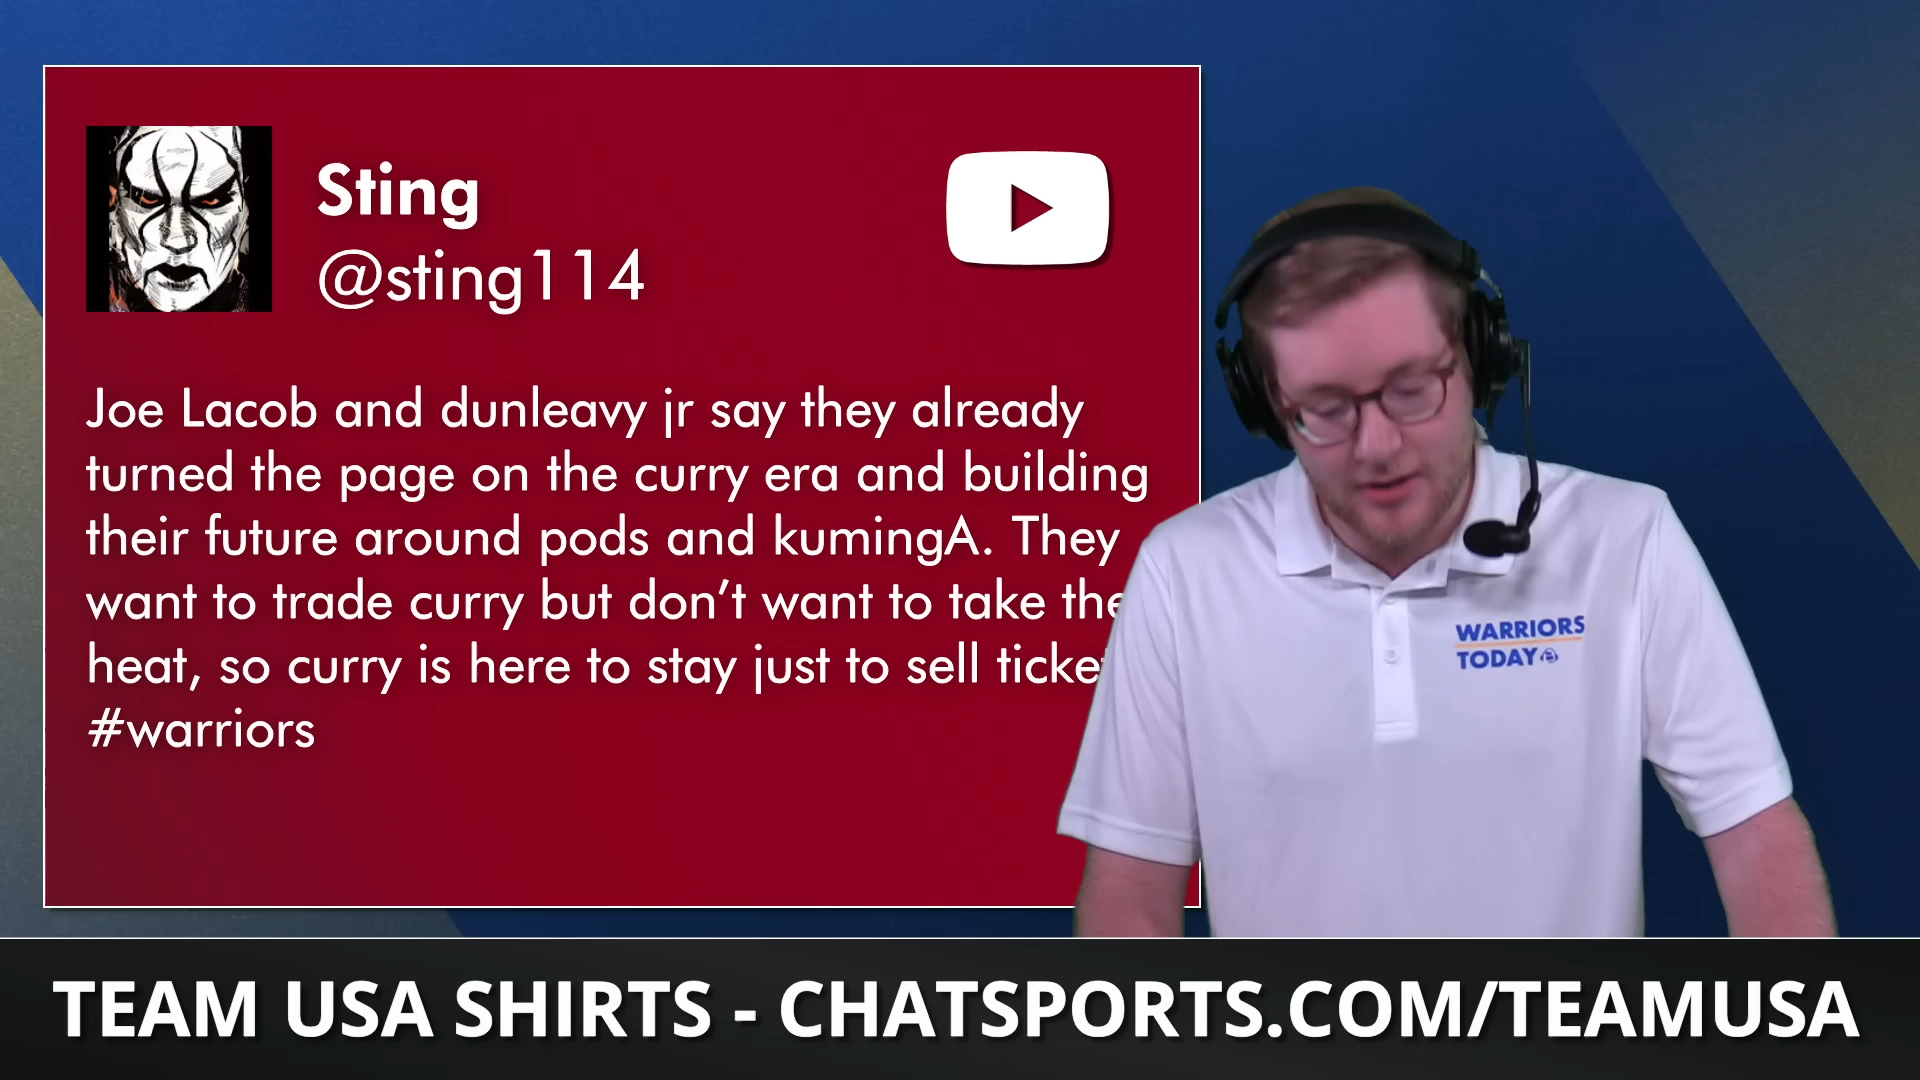 Sting
@sting114
Joe Lacob and dunleavy jr say they already
turned the page on the curry era and building
their future around pods and kumingA. They
want to trade curry but don’t want to take the
heat, so curry is here to stay just to sell
#warriors
WARRIORS
TODAY
TEAM USA SHIRTS - CHATSPORTS.COM/TEAMUSA